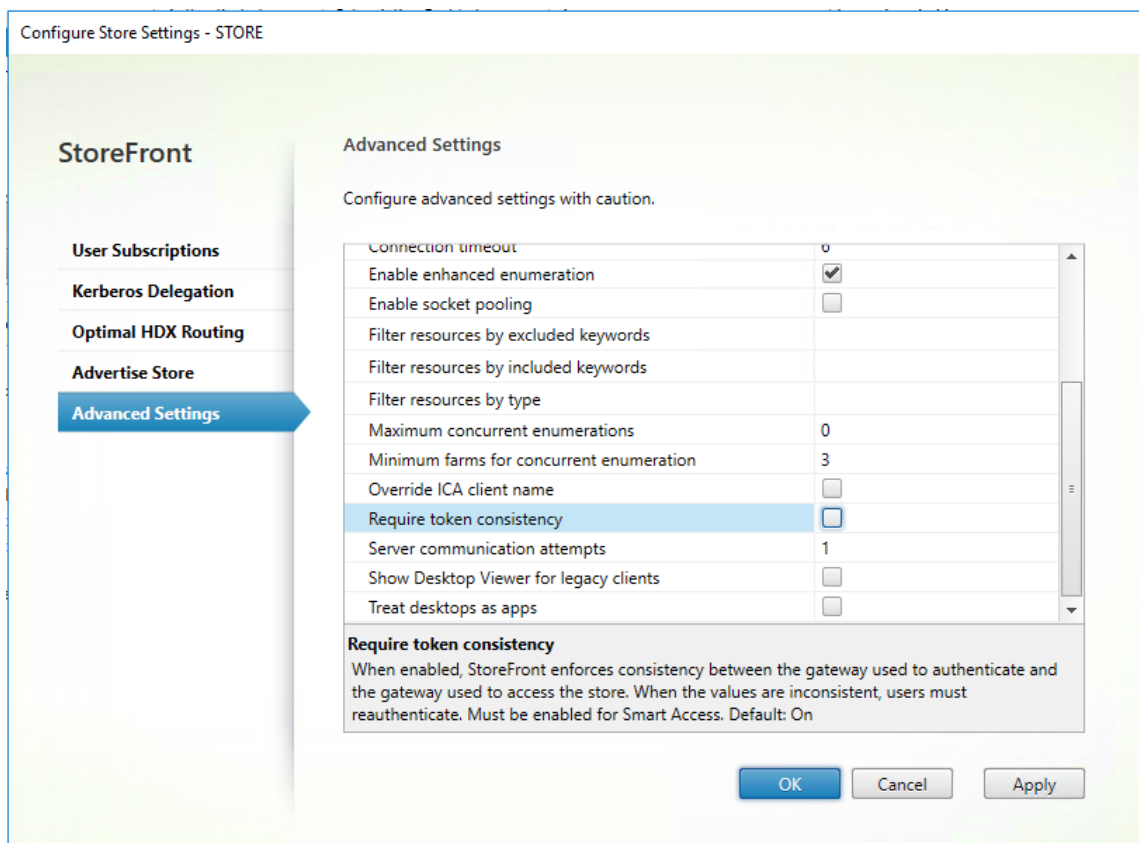 Configure Store Settings - STORE
StoreFront
User Subscriptions
Kerberos Delegation
Optimal HDX Routing
Advertise Store
Advanced Settings
Advanced Settings
Configure advanced settings with caution.
Connection timeout 6
Enable enhanced enumeration
Enable socket pooling
Filter resources by excluded keywords
Filter resources by included keywords
Filter resources by type
Maximum concurrent enumerations 0
Minimum farms for concurrent enumeration 3
Override ICA client name
Require token consistency
Server communication attempts 1
Show Desktop Viewer for legacy clients
Treat desktops as apps
Require token consistency
When enabled, StoreFront enforces consistency between the gateway used to authenticate and
the gateway used to access the store. When the values are inconsistent, users must
reauthenticate. Must be enabled for Smart Access. Default: On
OK Cancel Apply